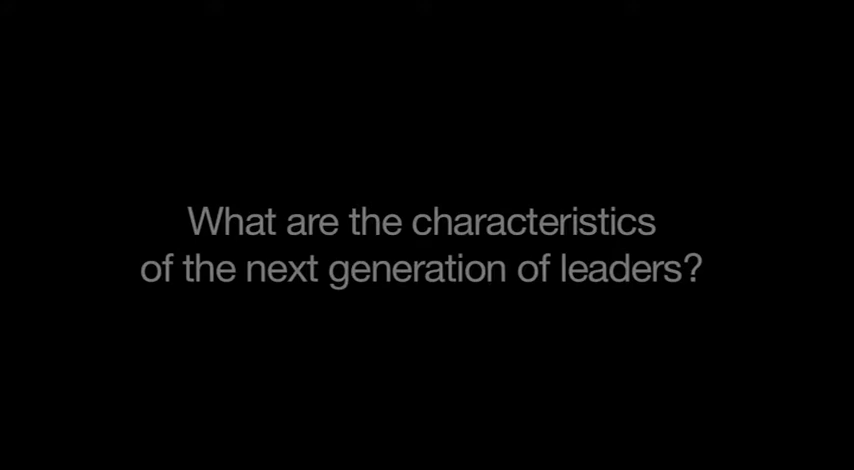 What are the characteristics
of the next generation of leaders?